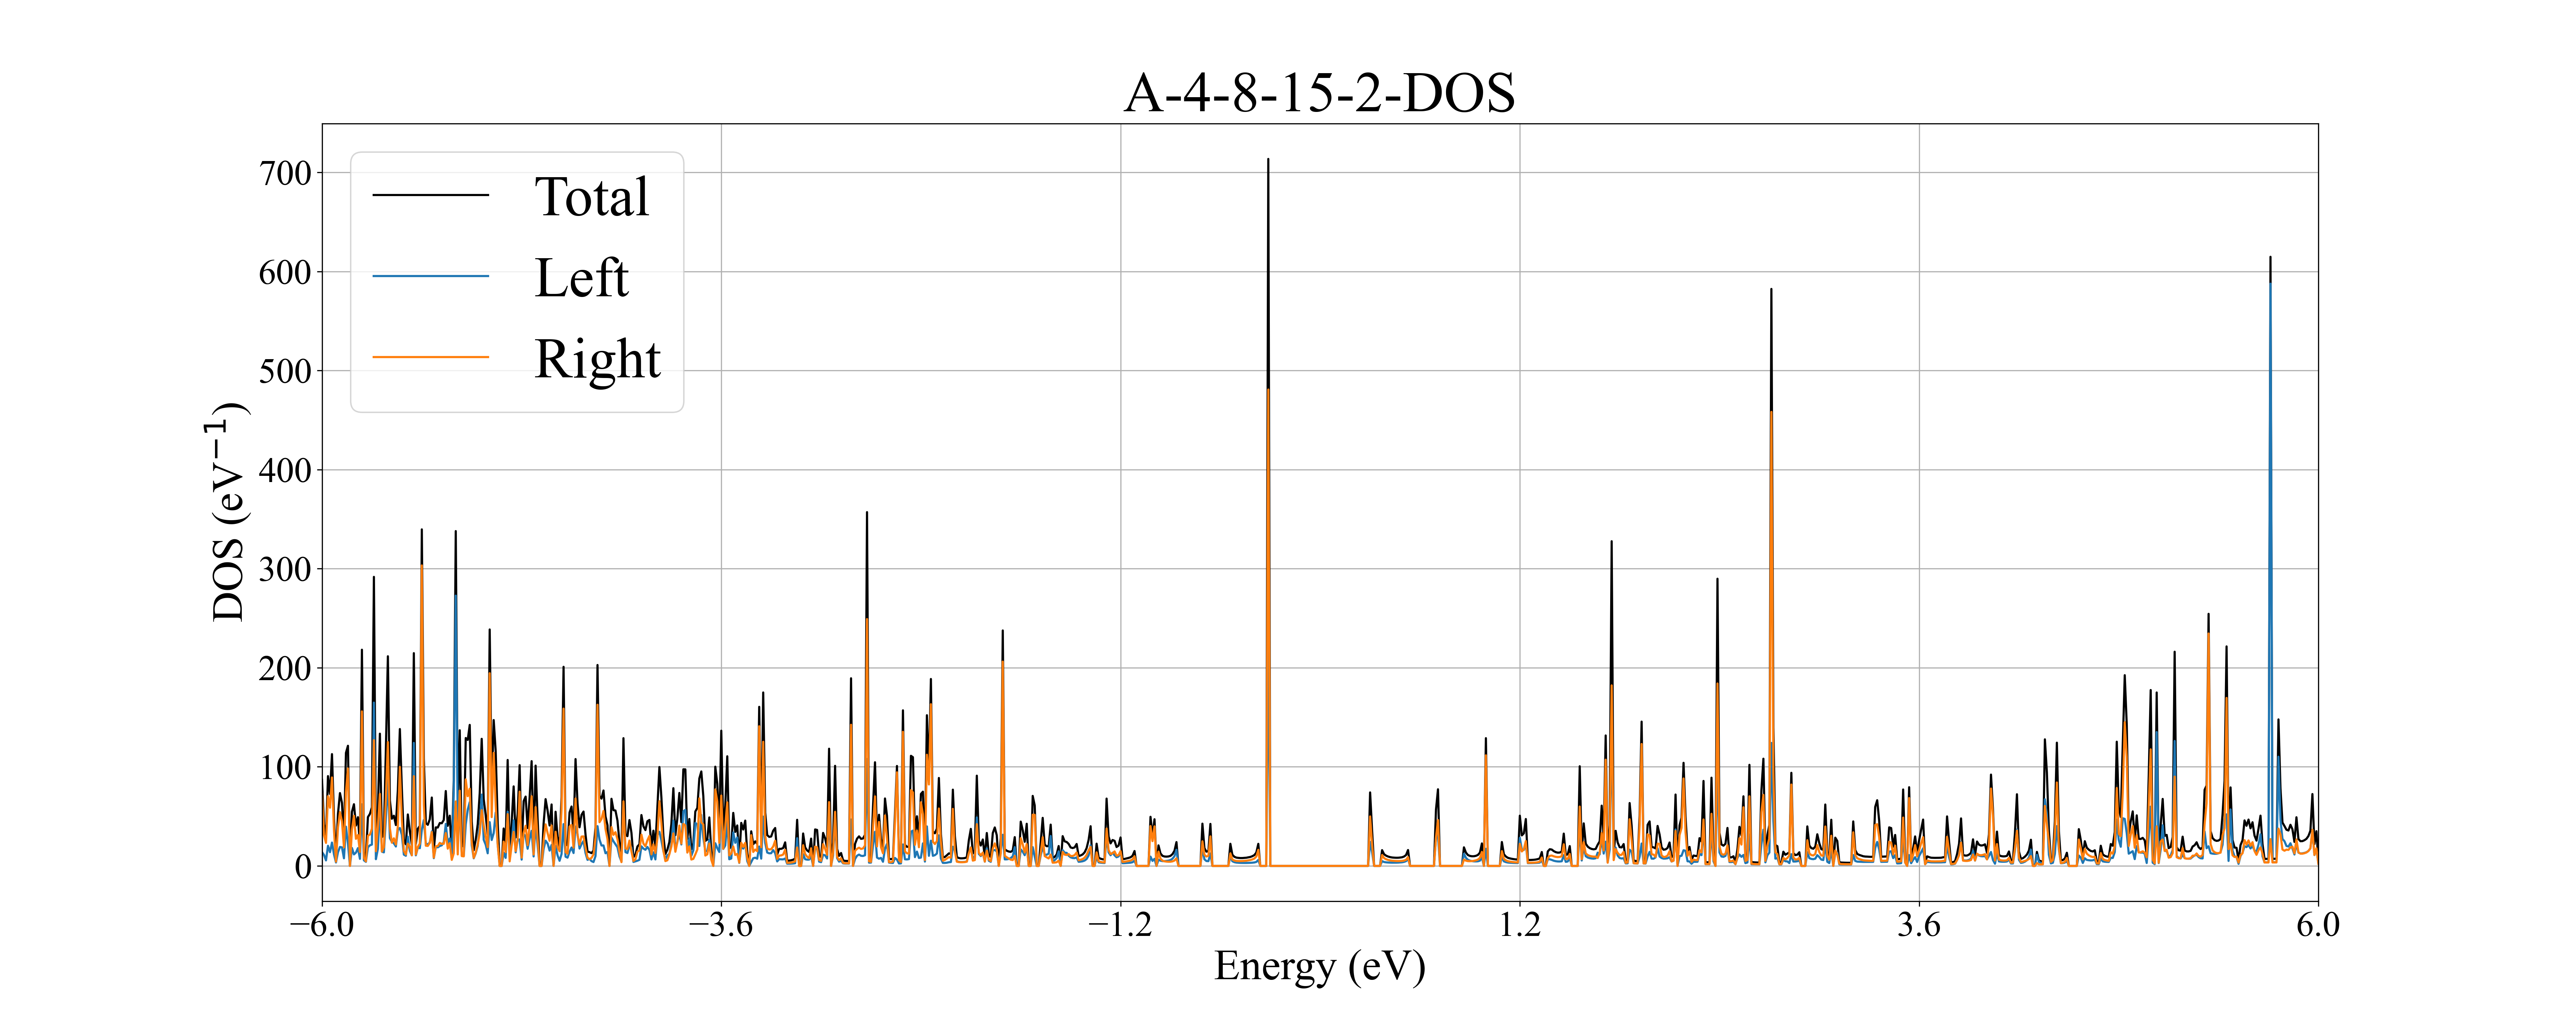 A-4-8-15-2-DOS
Total
Left
Right
700
600
500
400
300
200
100
0
DOS (eV⁻¹)
−6.0 −3.6 −1.2 1.2 3.6 6.0
Energy (eV)